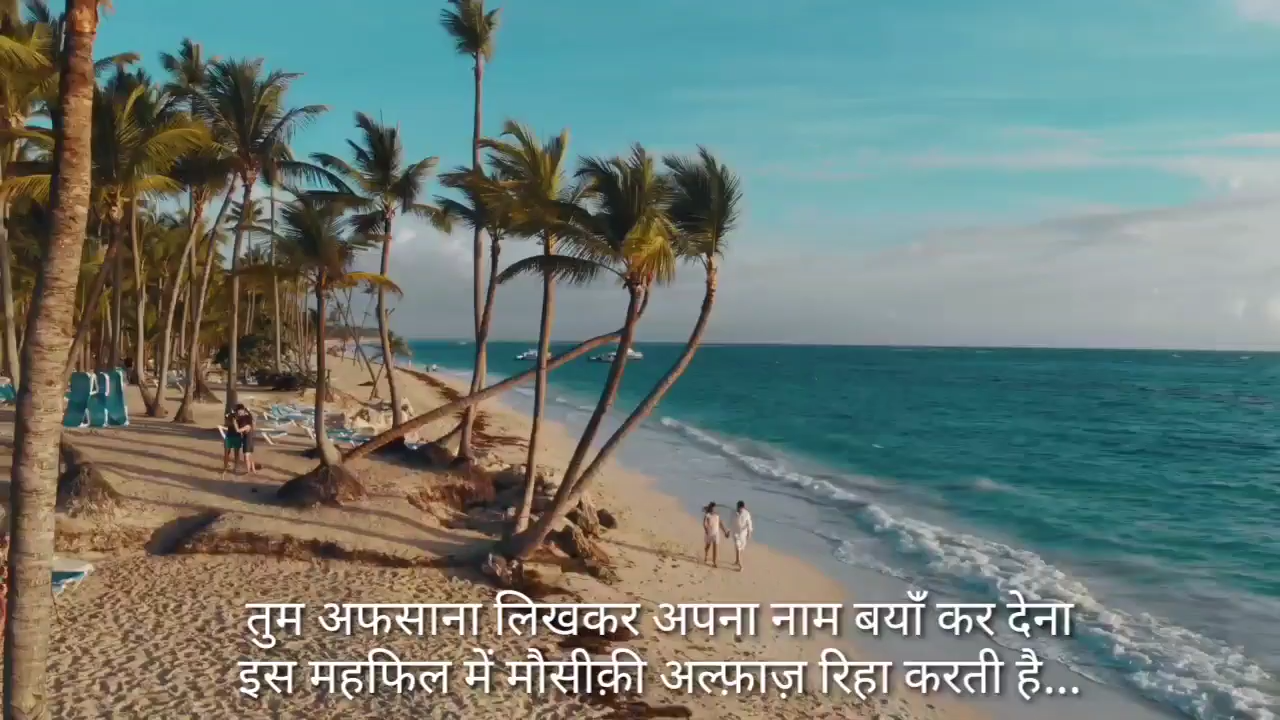 तुम अफसाना लिखकर अपना नाम बयाँ कर देना
इस महफिल में मौसीक़ी अल्फ़ाज़ रिहा करती है...